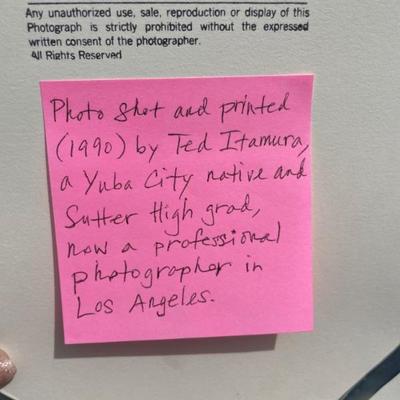 Any unauthorized use, sale, reproduction or display of this
Photograph is strictly prohibited without the expressed
written consent of the photographer.
All Rights Reserved
Photo shot and printed
(1990) by Ted Itamura,
a Yuba City native and
Sutter High grad,
now a professional
photographer in
Los Angeles.